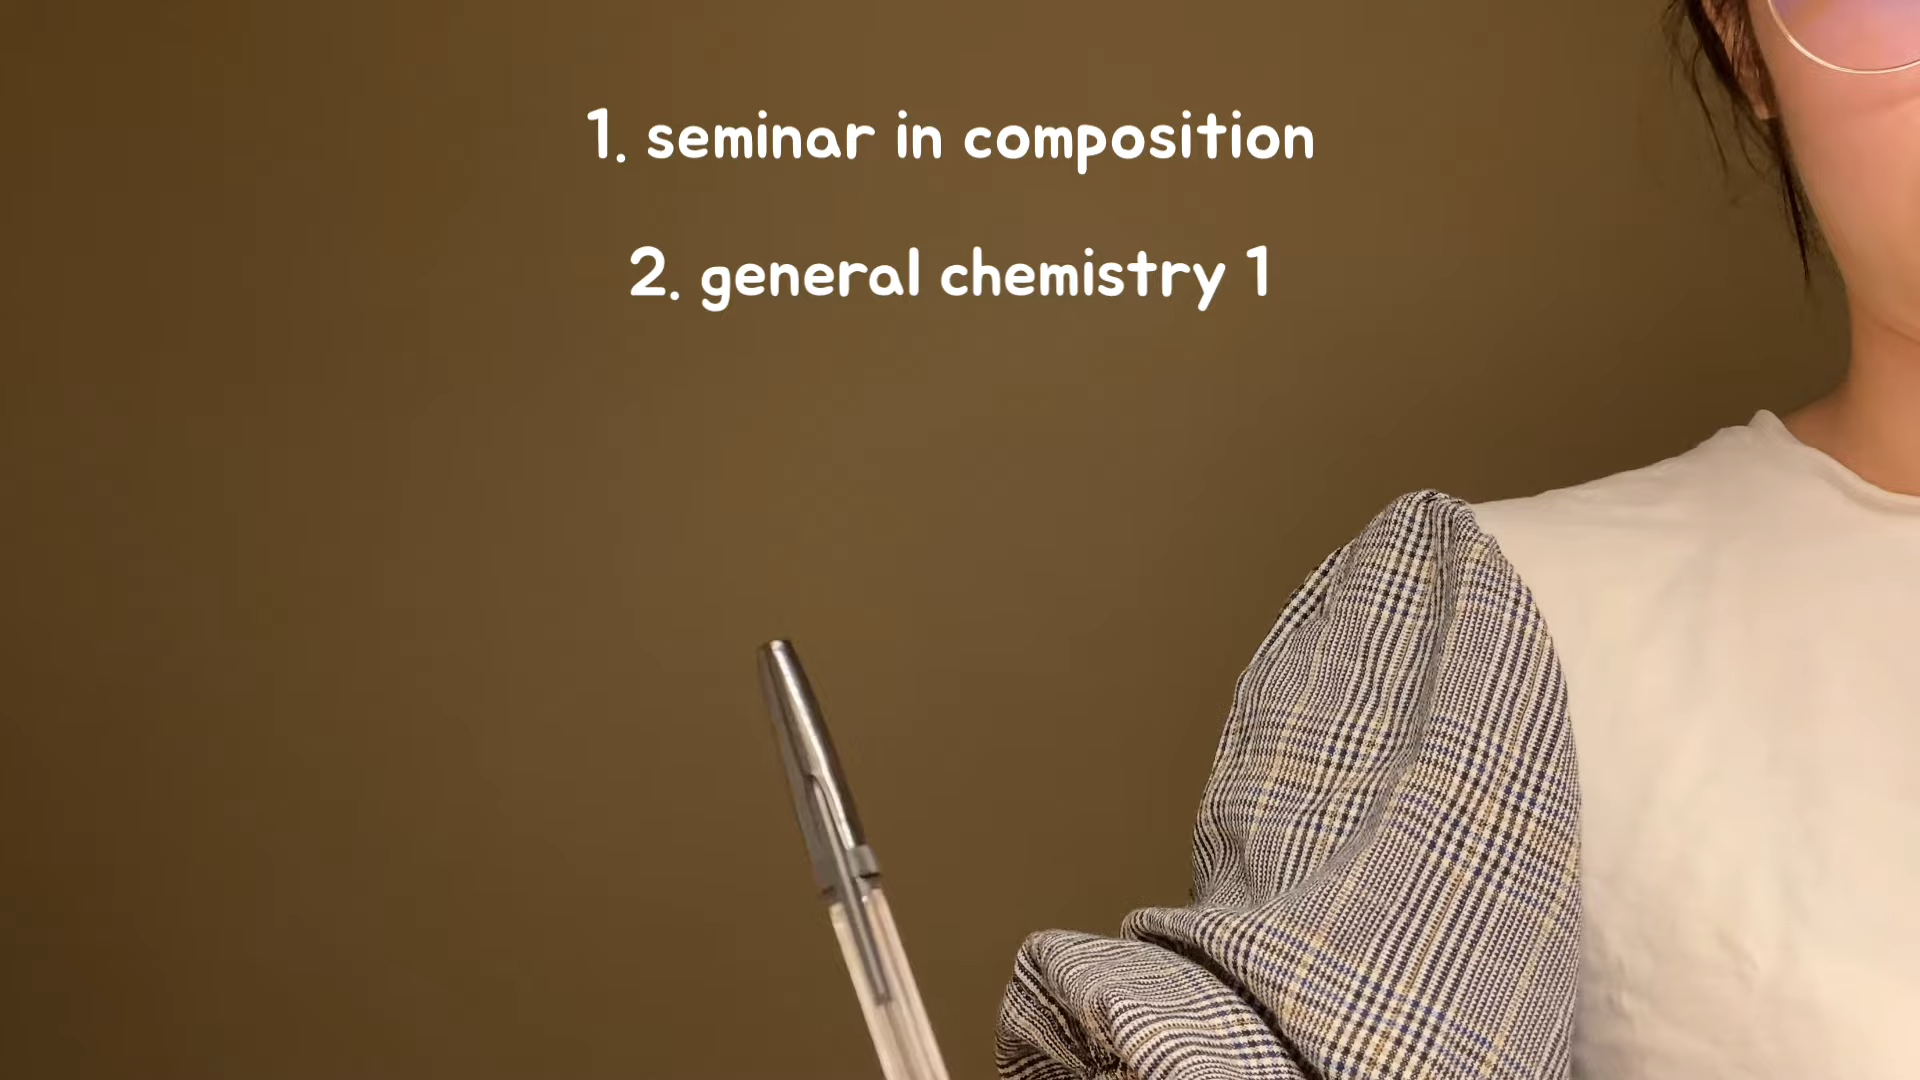 1. seminar in composition
2. general chemistry 1